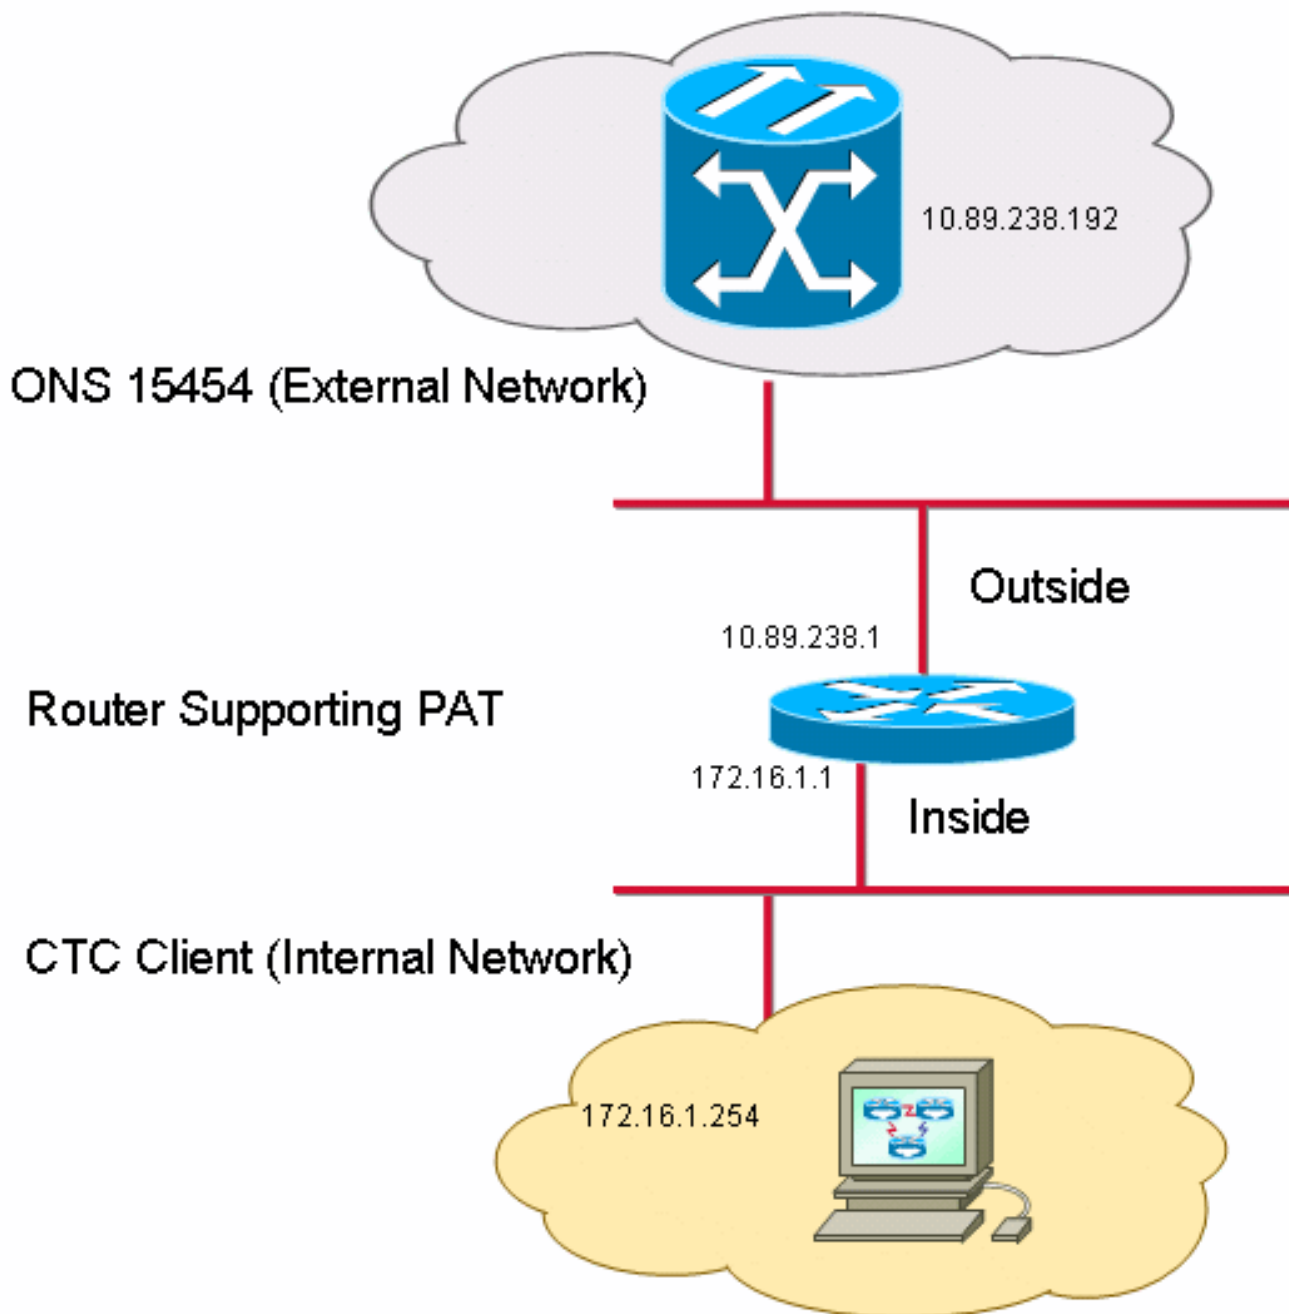 10.89.238.192
ONS 15454 (External Network)
Outside
10.89.238.1
Router Supporting PAT
172.16.1.1
Inside
CTC Client (Internal Network)
172.16.1.254